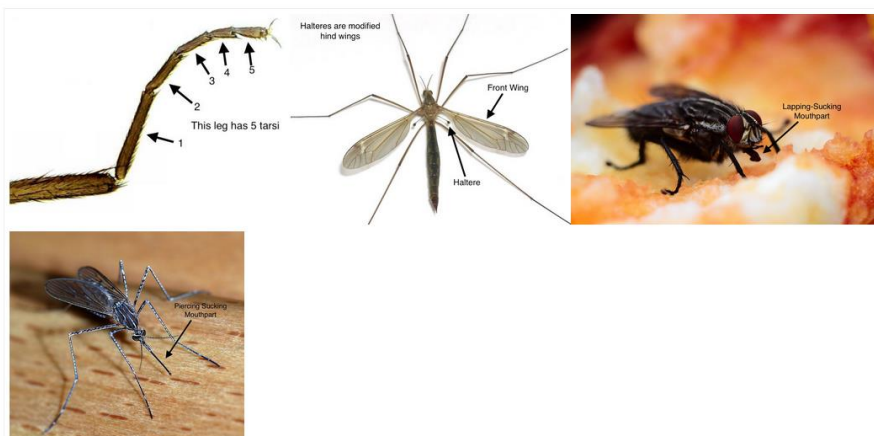 1
2
3
4
5
This leg has 5 tarsi
Halteres are modified
hind wings
Front Wing
Haltere
Lapping-Sucking
Mouthpart
Piercing Sucking
Mouthpart